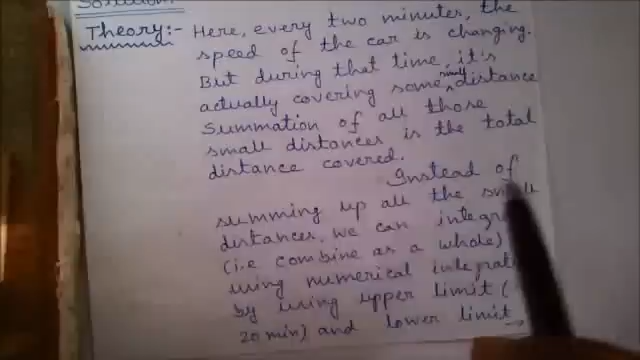 Solution:
Theory:- Here, every two minutes, the
speed of the car is changing.
But during that time, it's
actually covering some small distance
Summation of all those
small distances is the total
distance covered.
Instead of
summing up all the small
distances, we can
(i.e combine as a whole)
using numerical
by using upper limit (
20 min) and lower limit →